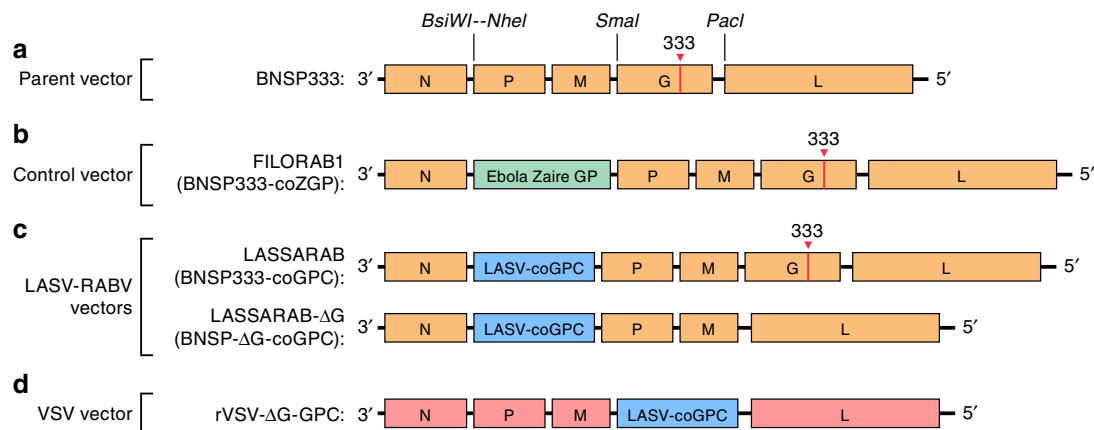 BsiWI--NheI SmaI PacI
a
Parent vector
BNSP333: 3′ N P M G 333 L 5′
b
Control vector
FILORAB1
(BNSP333-coZGP): 3′ N Ebola Zaire GP P M G 333 L 5′
c
LASV-RABV
vectors
LASSARAB
(BNSP333-coGPC): 3′ N LASV-coGPC P M G 333 L 5′
LASSARAB-ΔG
(BNSP-ΔG-coGPC): 3′ N LASV-coGPC P M L 5′
d
VSV vector
rVSV-ΔG-GPC: 3′ N P M LASV-coGPC L 5′